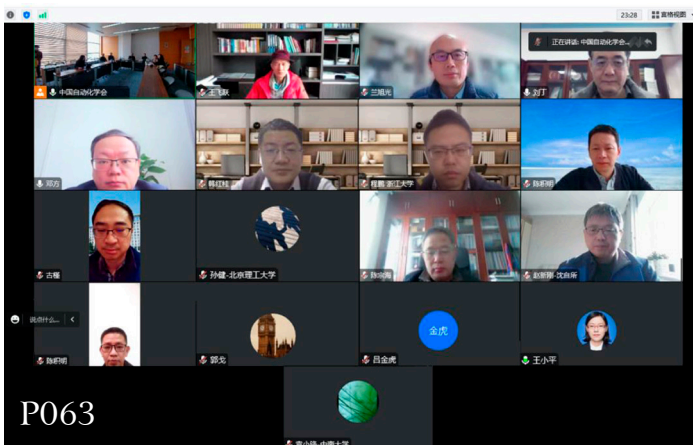 23:28 宫格视图
正在讲话: 中国自动化学会...
中国自动化学会
王飞跃
兰旭光
刘丁
邓方
韩红桂
程鹏-浙江大学
陈积明
古槿
孙健-北京理工大学
陈宗海
赵新刚-沈自所
说点什么...
陈积明
郭戈
金虎
吕金虎
王小平
P063